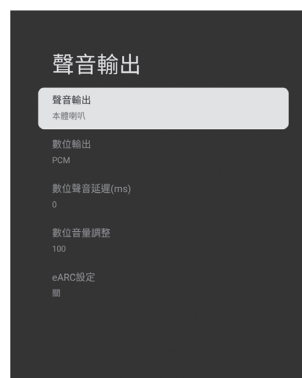 聲音輸出
聲音輸出
本體喇叭
數位輸出
PCM
數位聲音延遲(ms)
0
數位音量調整
100
eARC設定
關